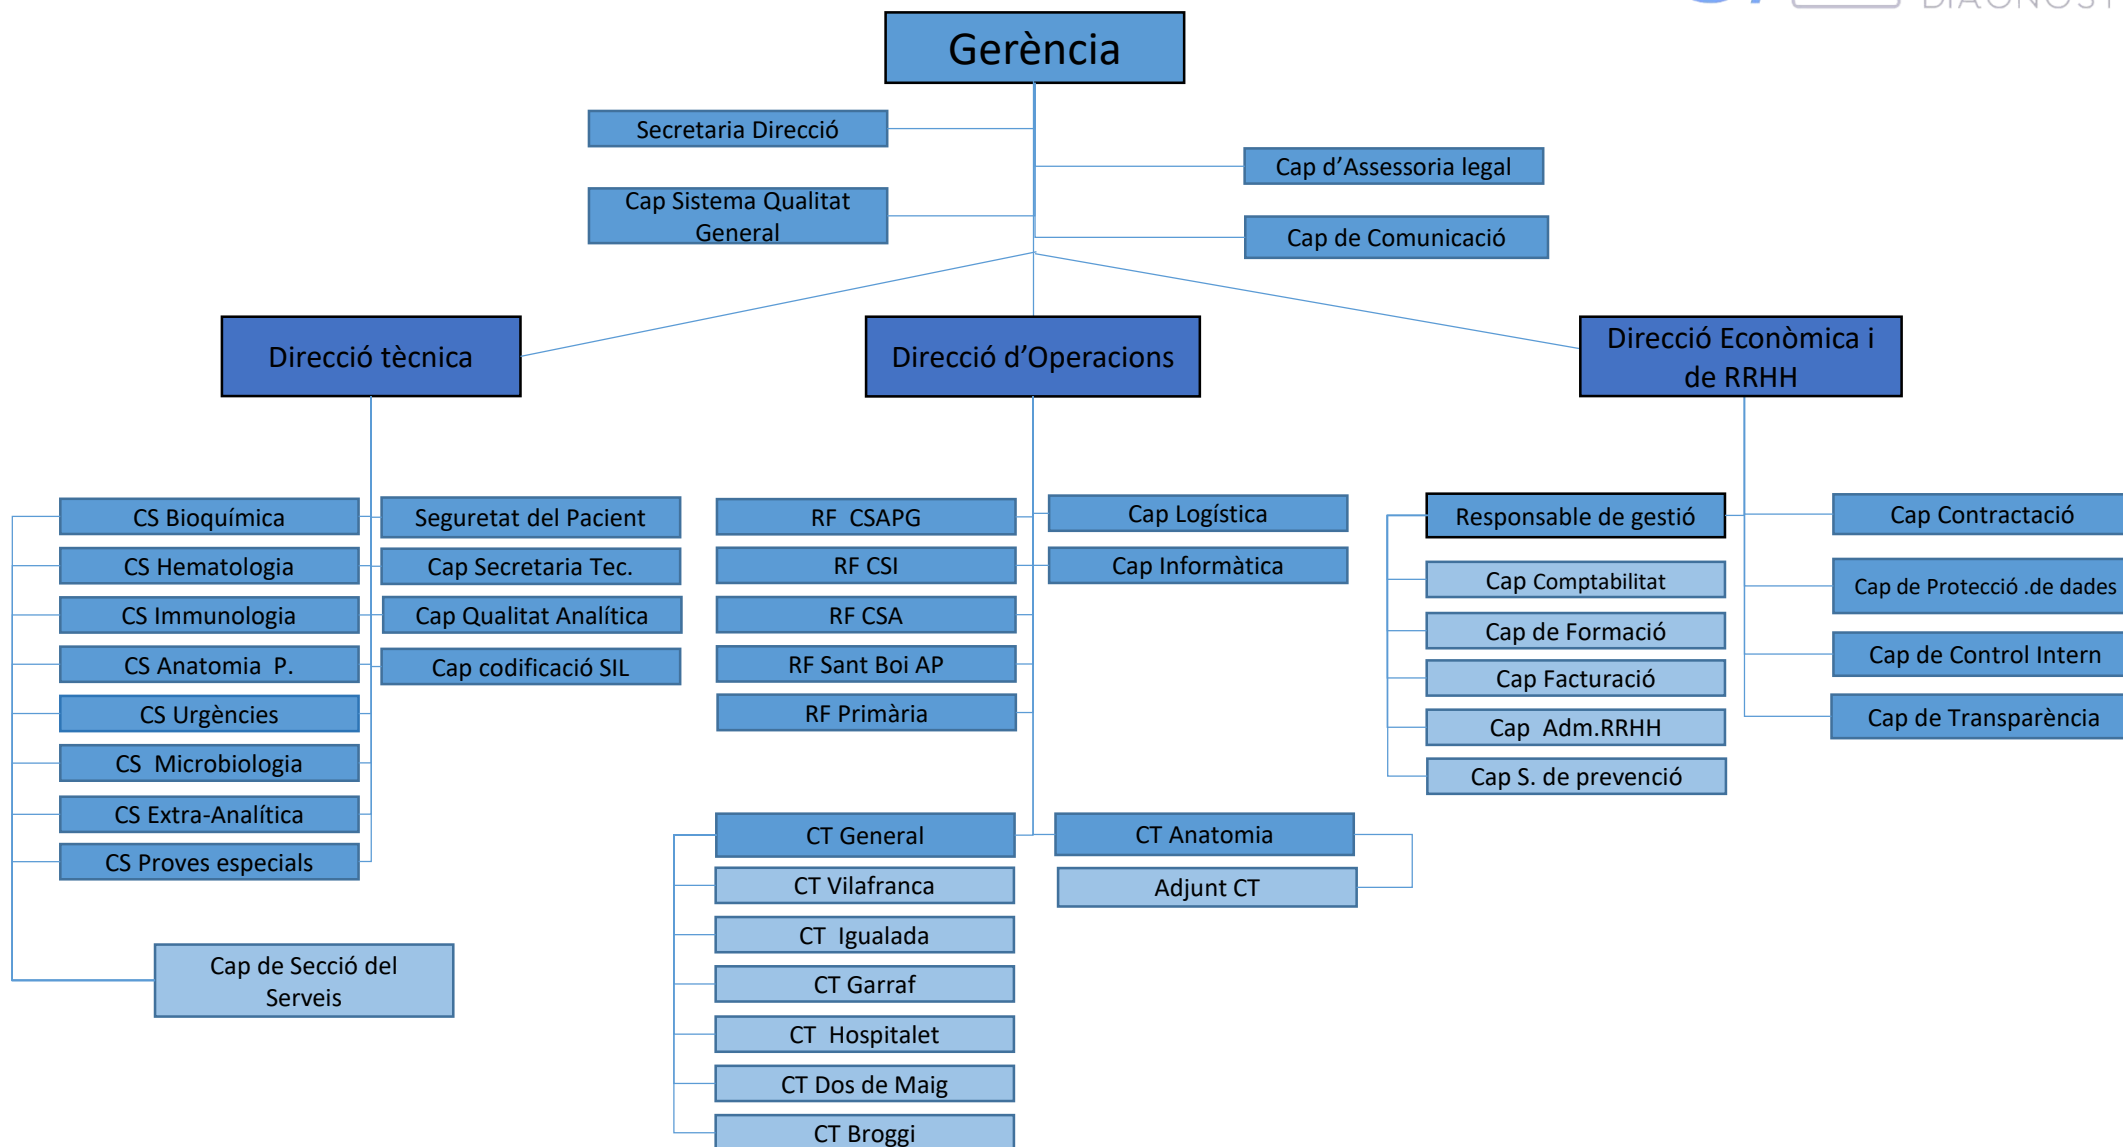 Gerència
Secretaria Direcció
Cap d’Assessoria legal
Cap Sistema Qualitat
General
Cap de Comunicació
Direcció tècnica
Direcció d’Operacions
Direcció Econòmica i
de RRHH
CS Bioquímica
CS Hematologia
CS Immunologia
CS Anatomia P.
CS Urgències
CS Microbiologia
CS Extra-Analítica
CS Proves especials
Seguretat del Pacient
Cap Secretaria Tec.
Cap Qualitat Analítica
Cap codificació SIL
Cap de Secció del
Serveis
RF CSAPG
RF CSI
RF CSA
RF Sant Boi AP
RF Primària
Cap Logística
Cap Informàtica
CT General
CT Vilafranca
CT Igualada
CT Garraf
CT Hospitalet
CT Dos de Maig
CT Broggi
CT Anatomia
Adjunt CT
Responsable de gestió
Cap Comptabilitat
Cap de Formació
Cap Facturació
Cap Adm.RRHH
Cap S. de prevenció
Cap Contractació
Cap de Protecció .de dades
Cap de Control Intern
Cap de Transparència